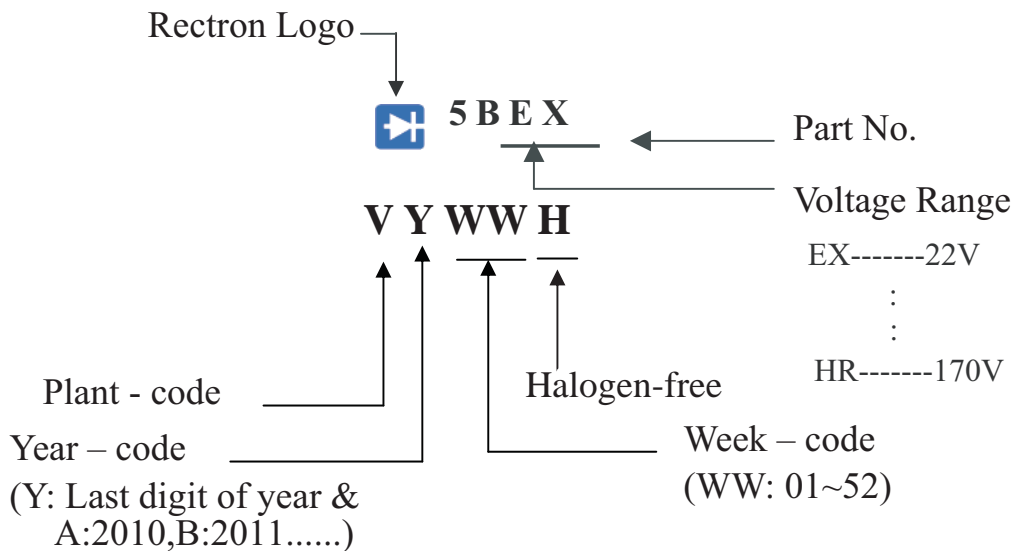 Rectron Logo
5 B E X
Part No.
Voltage Range
V Y WW H
EX-------22V
:
:
HR-------170V
Plant - code
Halogen-free
Year – code
Week – code
(Y: Last digit of year &
(WW: 01~52)
A:2010,B:2011......)